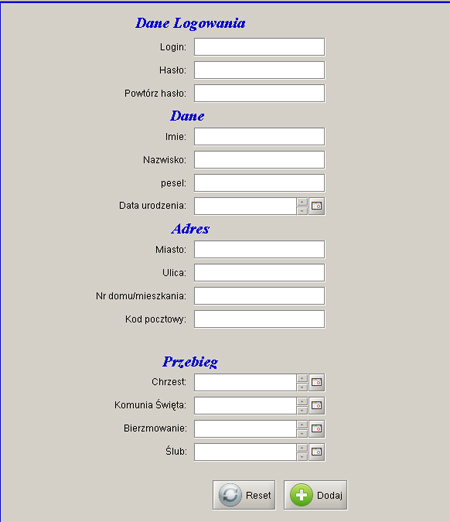 Dane Logowania
Login:
Hasło:
Powtórz hasło:
Dane
Imie:
Nazwisko:
pesel:
Data urodzenia:
Adres
Miasto:
Ulica:
Nr domu/mieszkania:
Kod pocztowy:
Przebieg
Chrzest:
Komunia Święta:
Bierzmowanie:
Ślub:
Reset Dodaj